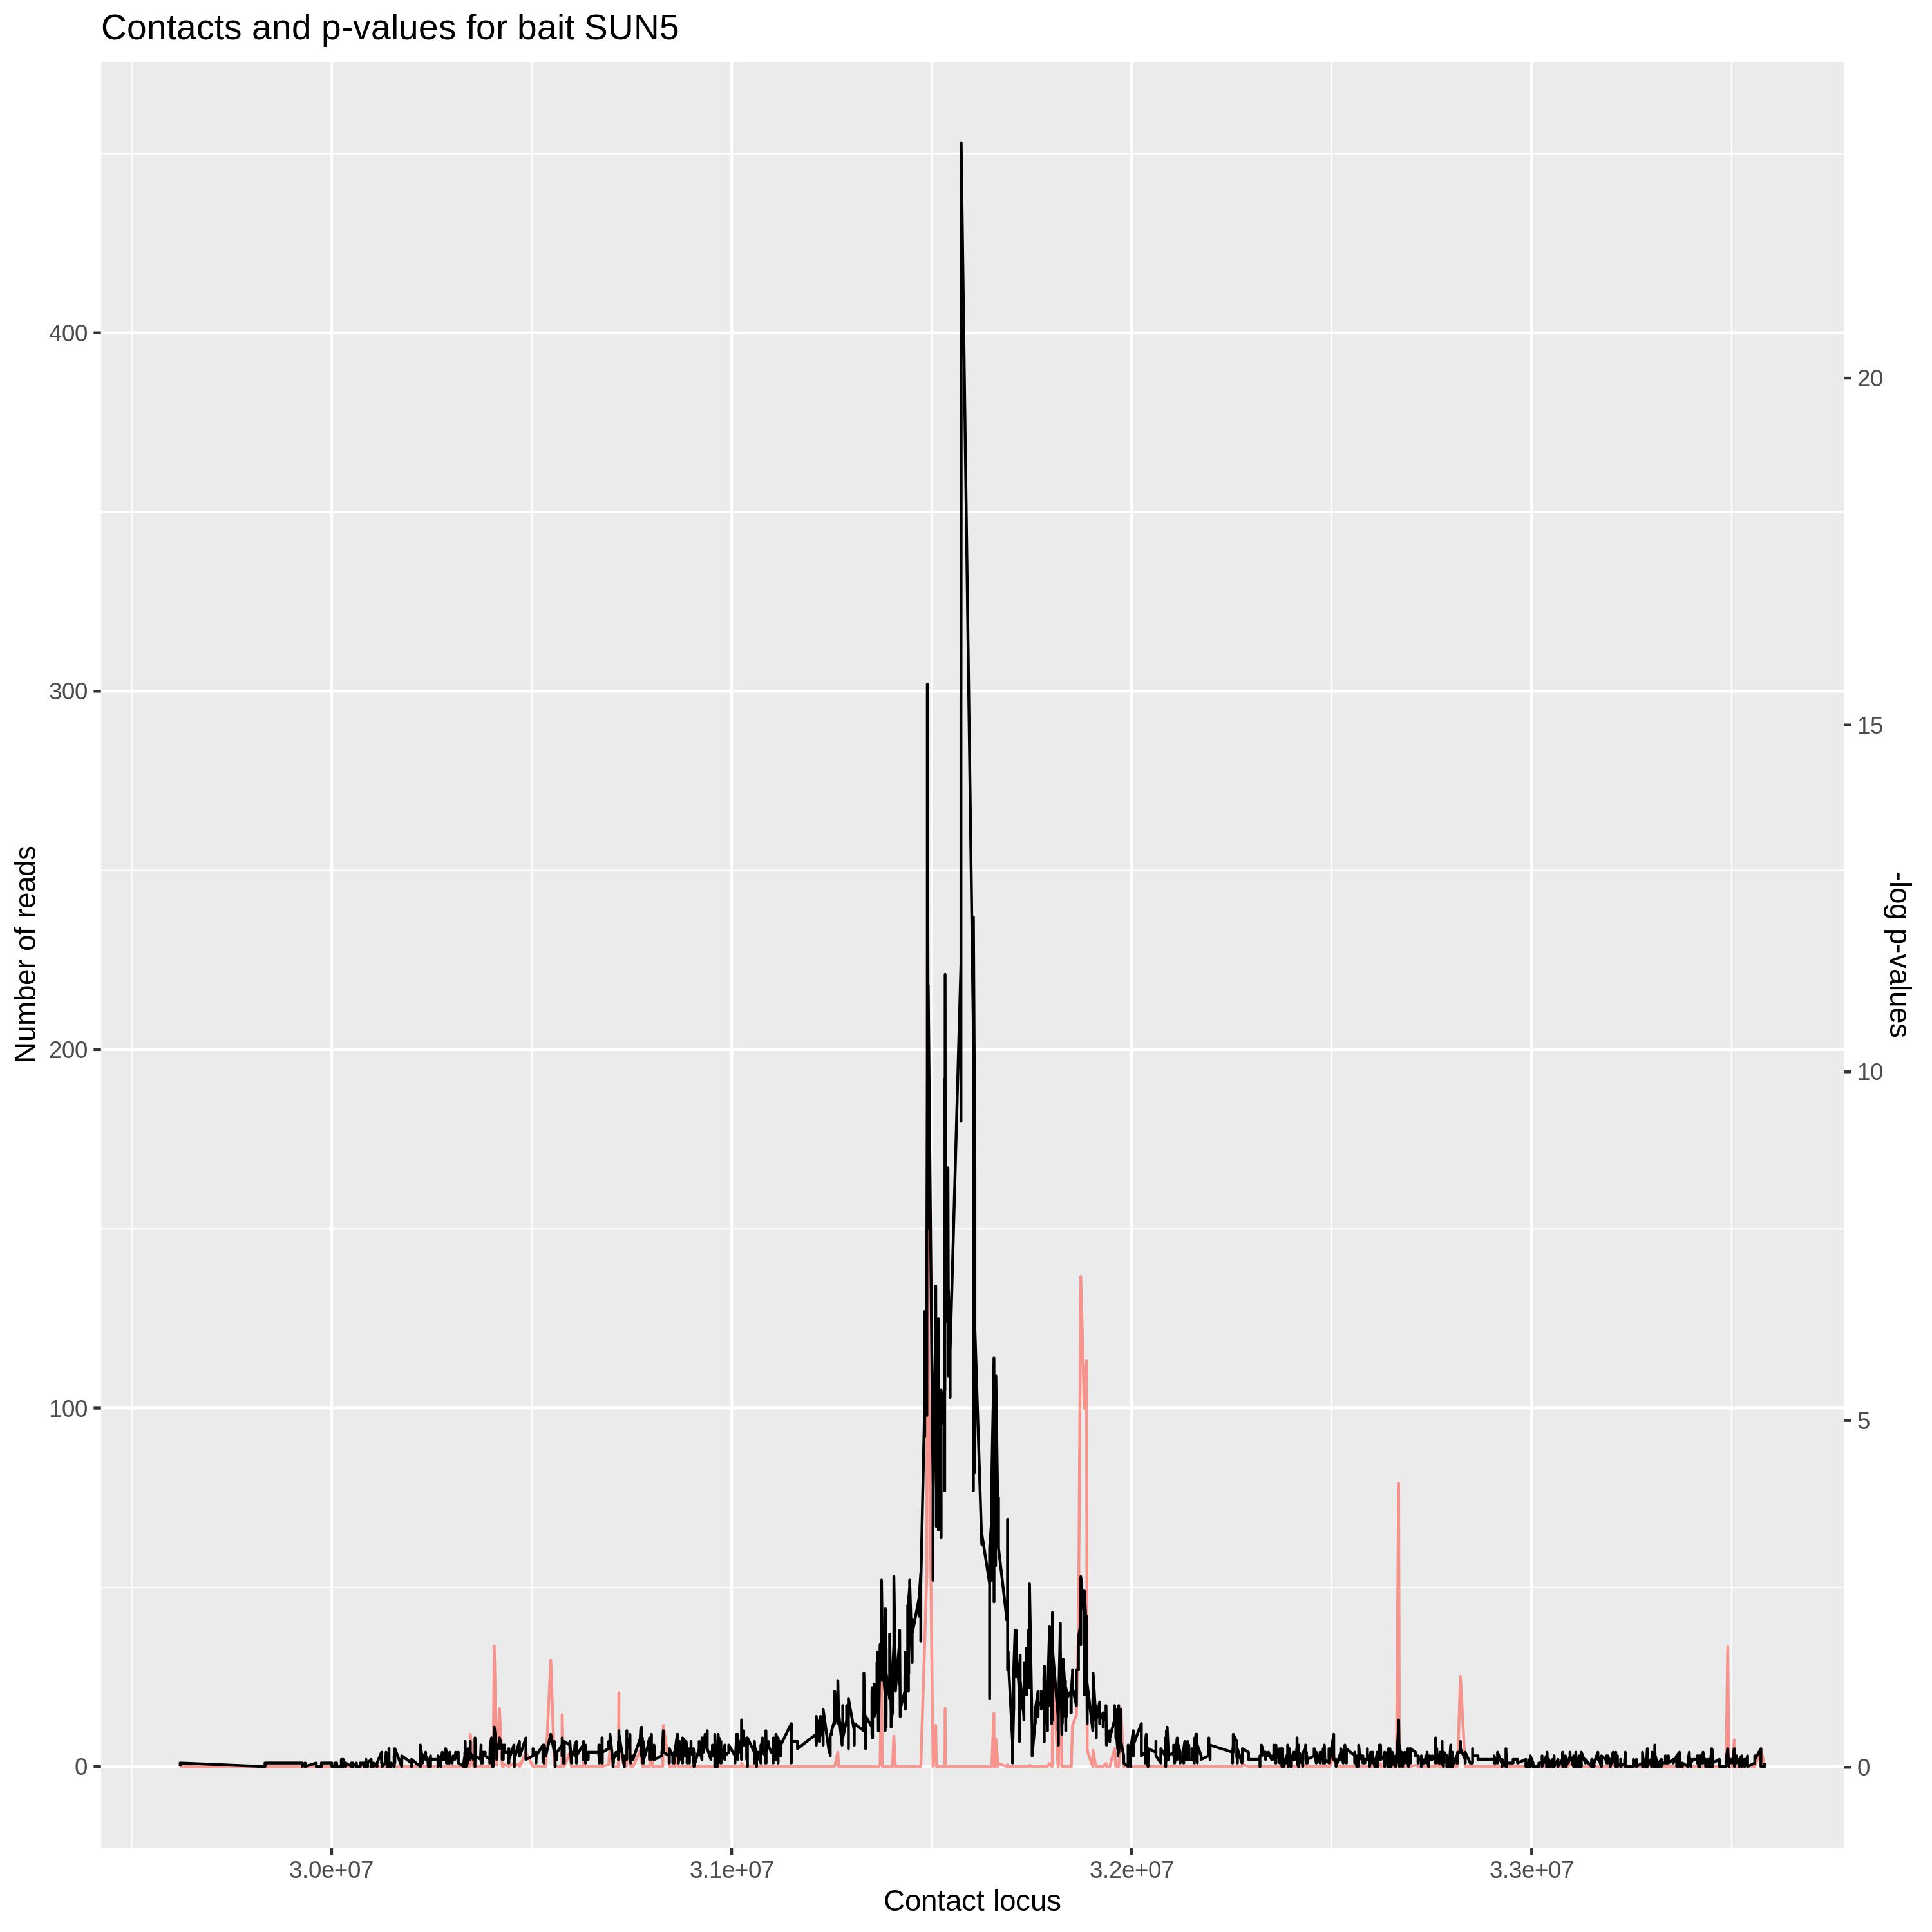 Contacts and p-values for bait SUN5
Number of reads
400
300
200
100
0
20
15
10
5
0
-log p-values
3.0e+07 3.1e+07 3.2e+07 3.3e+07
Contact locus